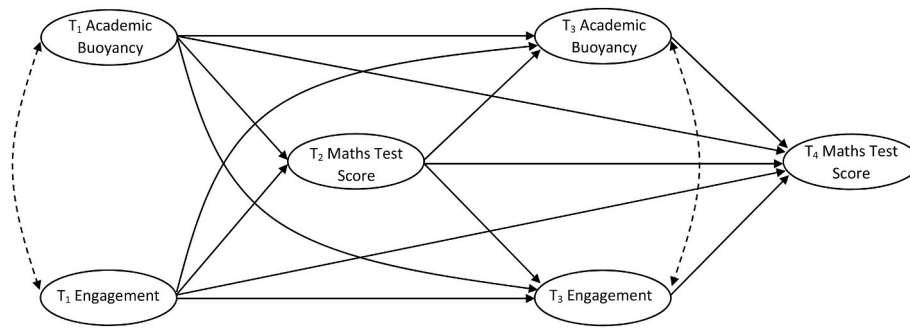 T₁ Academic
Buoyancy
T₃ Academic
Buoyancy
T₂ Maths Test
Score
T₄ Maths Test
Score
T₁ Engagement
T₃ Engagement